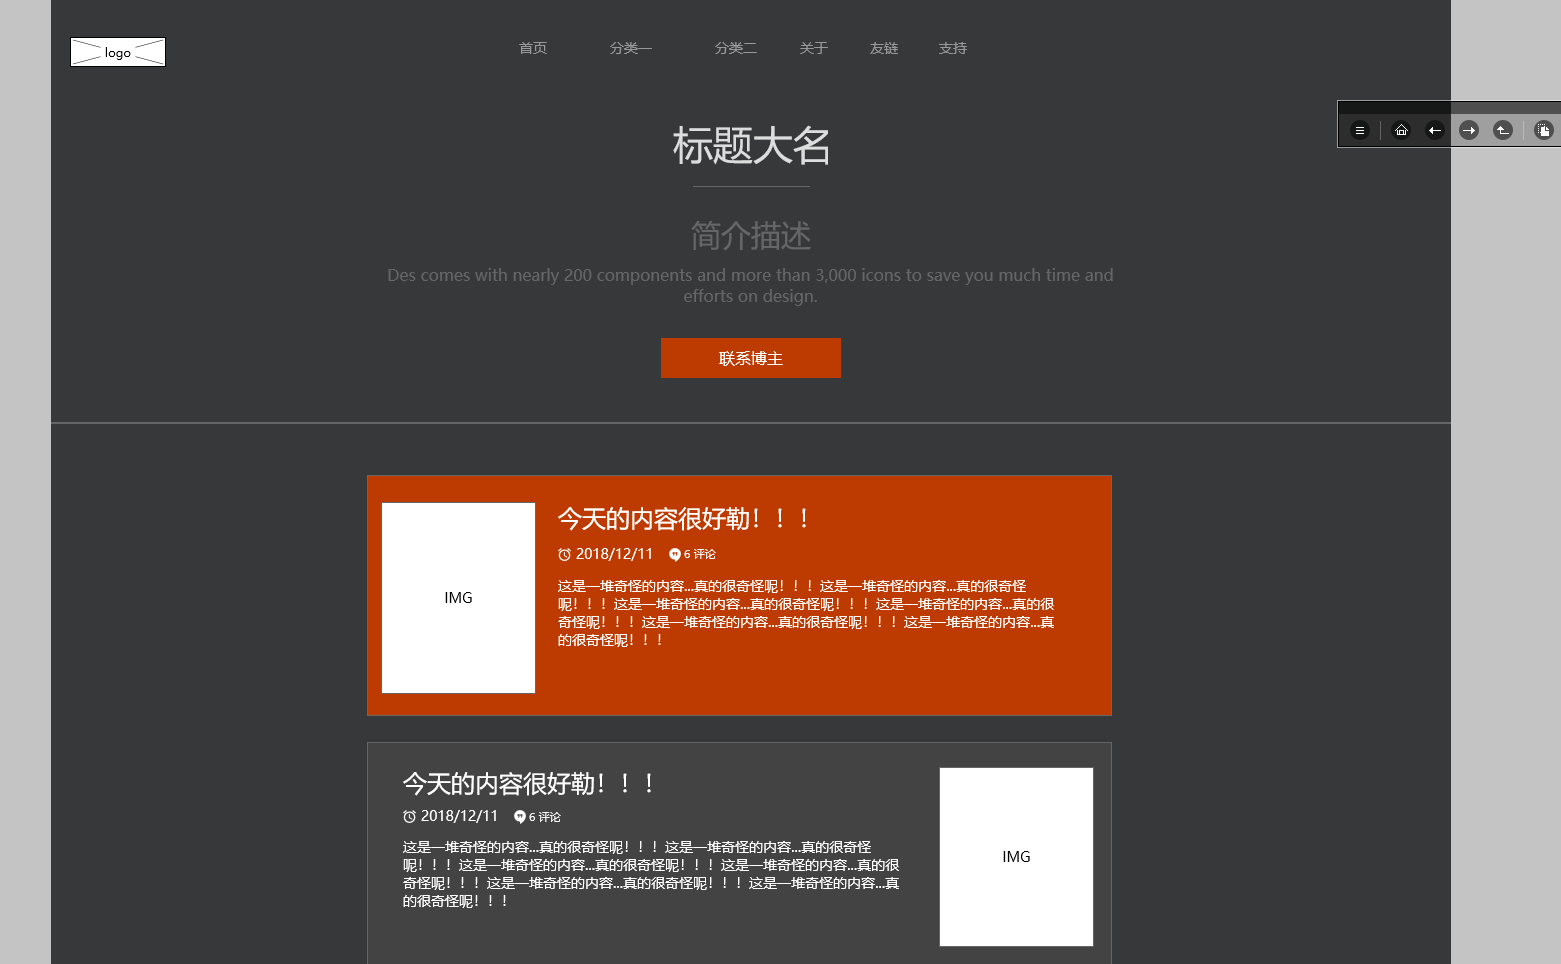 logo
首页 分类一 分类二 关于 友链 支持
标题大名
简介描述
Des comes with nearly 200 components and more than 3,000 icons to save you much time and
efforts on design.
联系博主
IMG
今天的内容很好勒！！！
2018/12/11 6 评论
这是一堆奇怪的内容...真的很奇怪呢！！！这是一堆奇怪的内容...真的很奇怪
呢！！！这是一堆奇怪的内容...真的很奇怪呢！！！这是一堆奇怪的内容...真的很
奇怪呢！！！这是一堆奇怪的内容...真的很奇怪呢！！！这是一堆奇怪的内容...真
的很奇怪呢！！！
今天的内容很好勒！！！
2018/12/11 6 评论
这是一堆奇怪的内容...真的很奇怪呢！！！这是一堆奇怪的内容...真的很奇怪
呢！！！这是一堆奇怪的内容...真的很奇怪呢！！！这是一堆奇怪的内容...真的很
奇怪呢！！！这是一堆奇怪的内容...真的很奇怪呢！！！这是一堆奇怪的内容...真
的很奇怪呢！！！
IMG